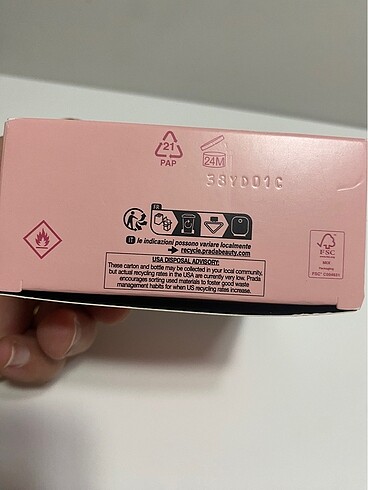 21
PAP
24M
38YD01C
FR
IT le indicazioni possono variare localmente
recycle.pradabeauty.com
USA DISPOSAL ADVISORY:
These carton and bottle may be collected in your local community,
but actual recycling rates in the USA are currently very low. Prada
encourages sorting used materials to foster good waste
management habits for when US recycling rates increase.
FSC
MIX
Packaging